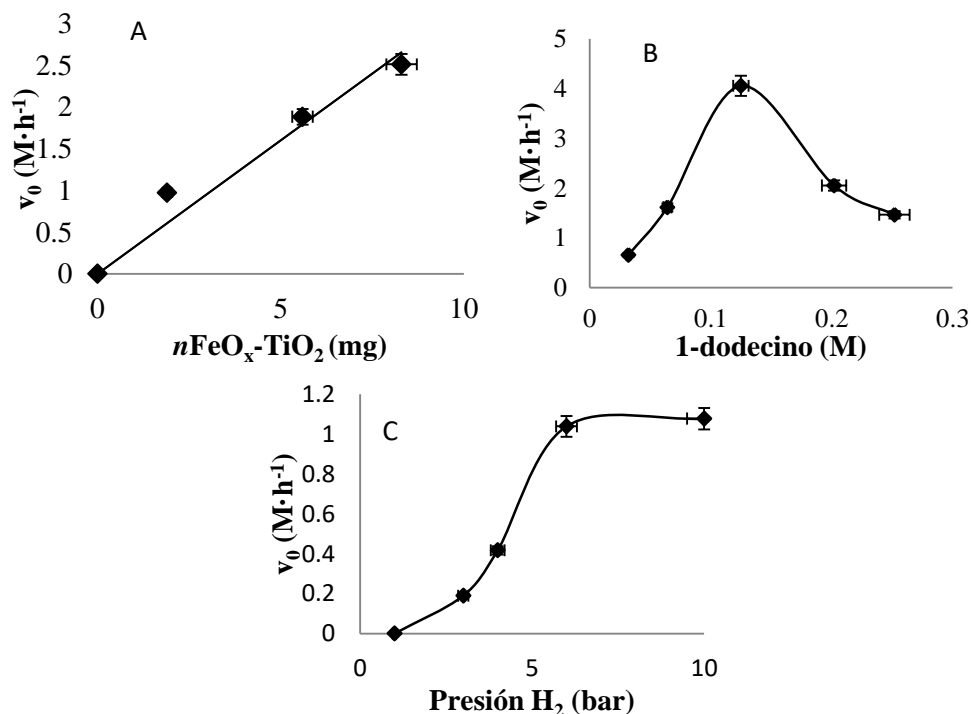 A
v₀ (M·h⁻¹)
3
2.5
2
1.5
1
0.5
0
0 5 10
nFeOₓ-TiO₂ (mg)
B
v₀ (M·h⁻¹)
5
4
3
2
1
0
0 0.1 0.2 0.3
1-dodecino (M)
C
v₀ (M·h⁻¹)
1.2
1
0.8
0.6
0.4
0.2
0
0 5 10
Presión H₂ (bar)